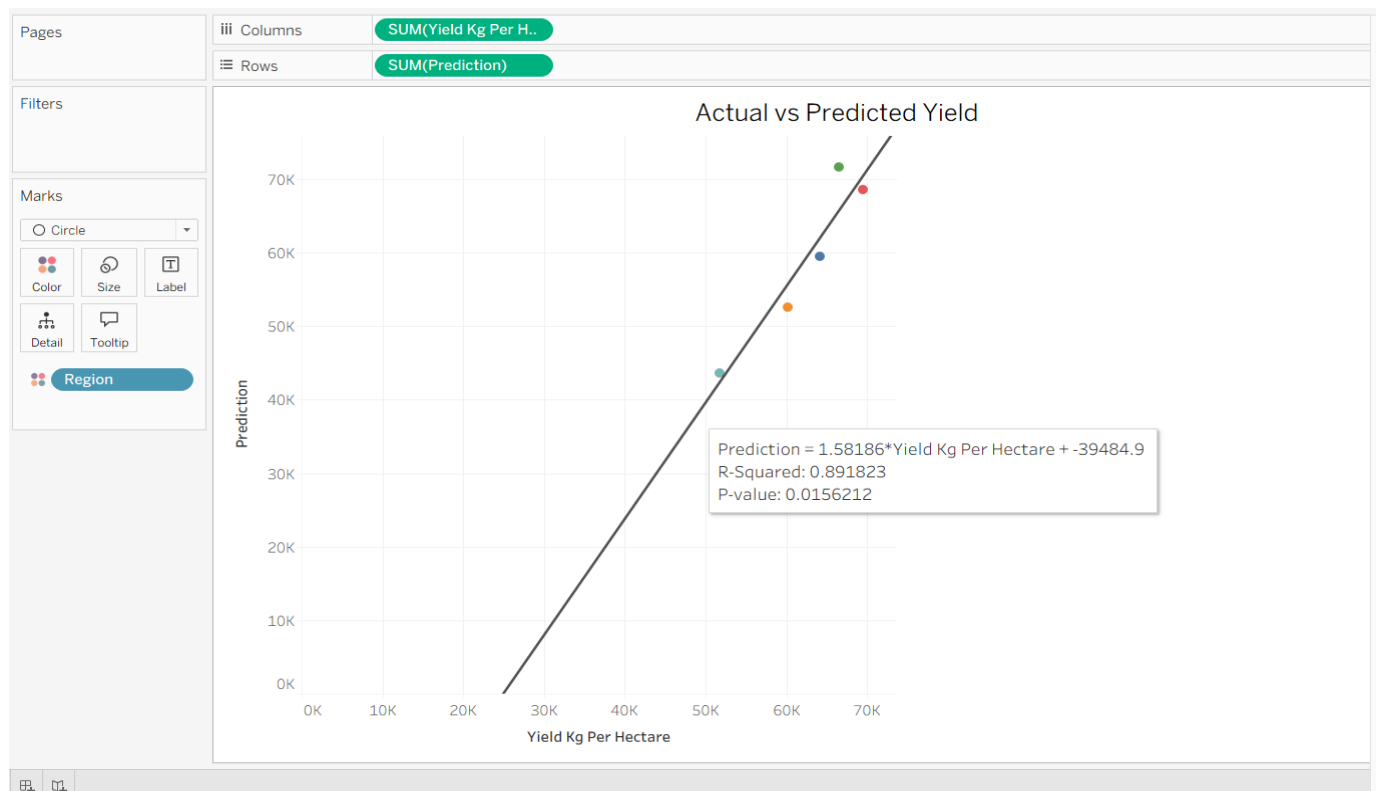 Pages
Columns
SUM(Yield Kg Per H..
Rows
SUM(Prediction)
Filters
Marks
Circle
Color
Size
Label
Detail
Tooltip
Region
Actual vs Predicted Yield
70K
60K
50K
40K
30K
20K
10K
0K
Prediction
Prediction = 1.58186*Yield Kg Per Hectare + -39484.9
R-Squared: 0.891823
P-value: 0.0156212
0K 10K 20K 30K 40K 50K 60K 70K
Yield Kg Per Hectare